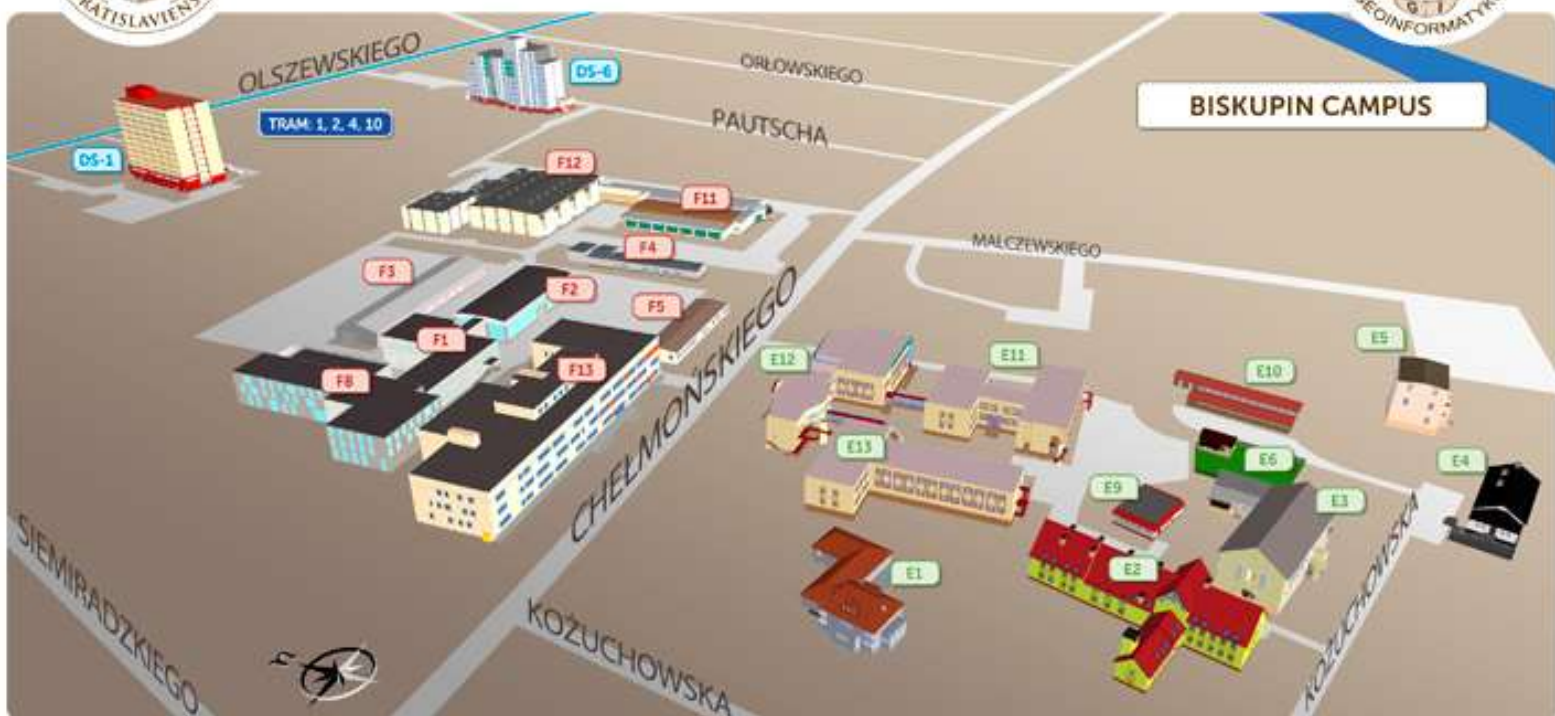 RATISLAVIENS
GEOINFORMATYK
OLSZEWSKIEGO
DS-6
ORŁOWSKIEGO
BISKUPIN CAMPUS
TRAM: 1, 2, 4, 10
PAUTSCHA
DS-1
F12
F11
F4
MALCZEWSKIEGO
F3
F2
F5
F1
E12
E11
E5
F8
F13
E10
CHEŁMOŃSKIEGO
E13
E6
E4
E9
E3
E1
E2
SIEMIRADZKIEGO
KOŻUCHOWSKA
KOŻUCHOWSKA
N